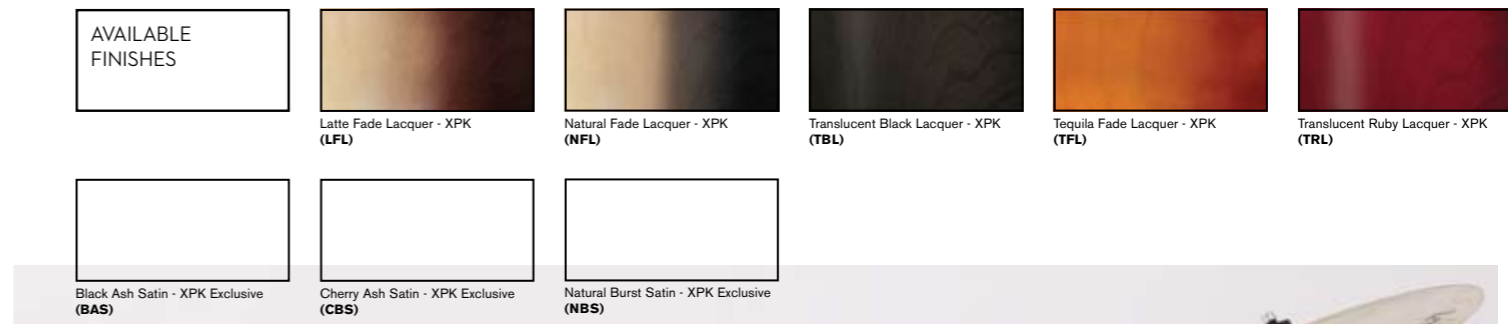 AVAILABLE
FINISHES
Latte Fade Lacquer - XPK
(LFL)
Natural Fade Lacquer - XPK
(NFL)
Translucent Black Lacquer - XPK
(TBL)
Tequila Fade Lacquer - XPK
(TFL)
Translucent Ruby Lacquer - XPK
(TRL)
Black Ash Satin - XPK Exclusive
(BAS)
Cherry Ash Satin - XPK Exclusive
(CBS)
Natural Burst Satin - XPK Exclusive
(NBS)